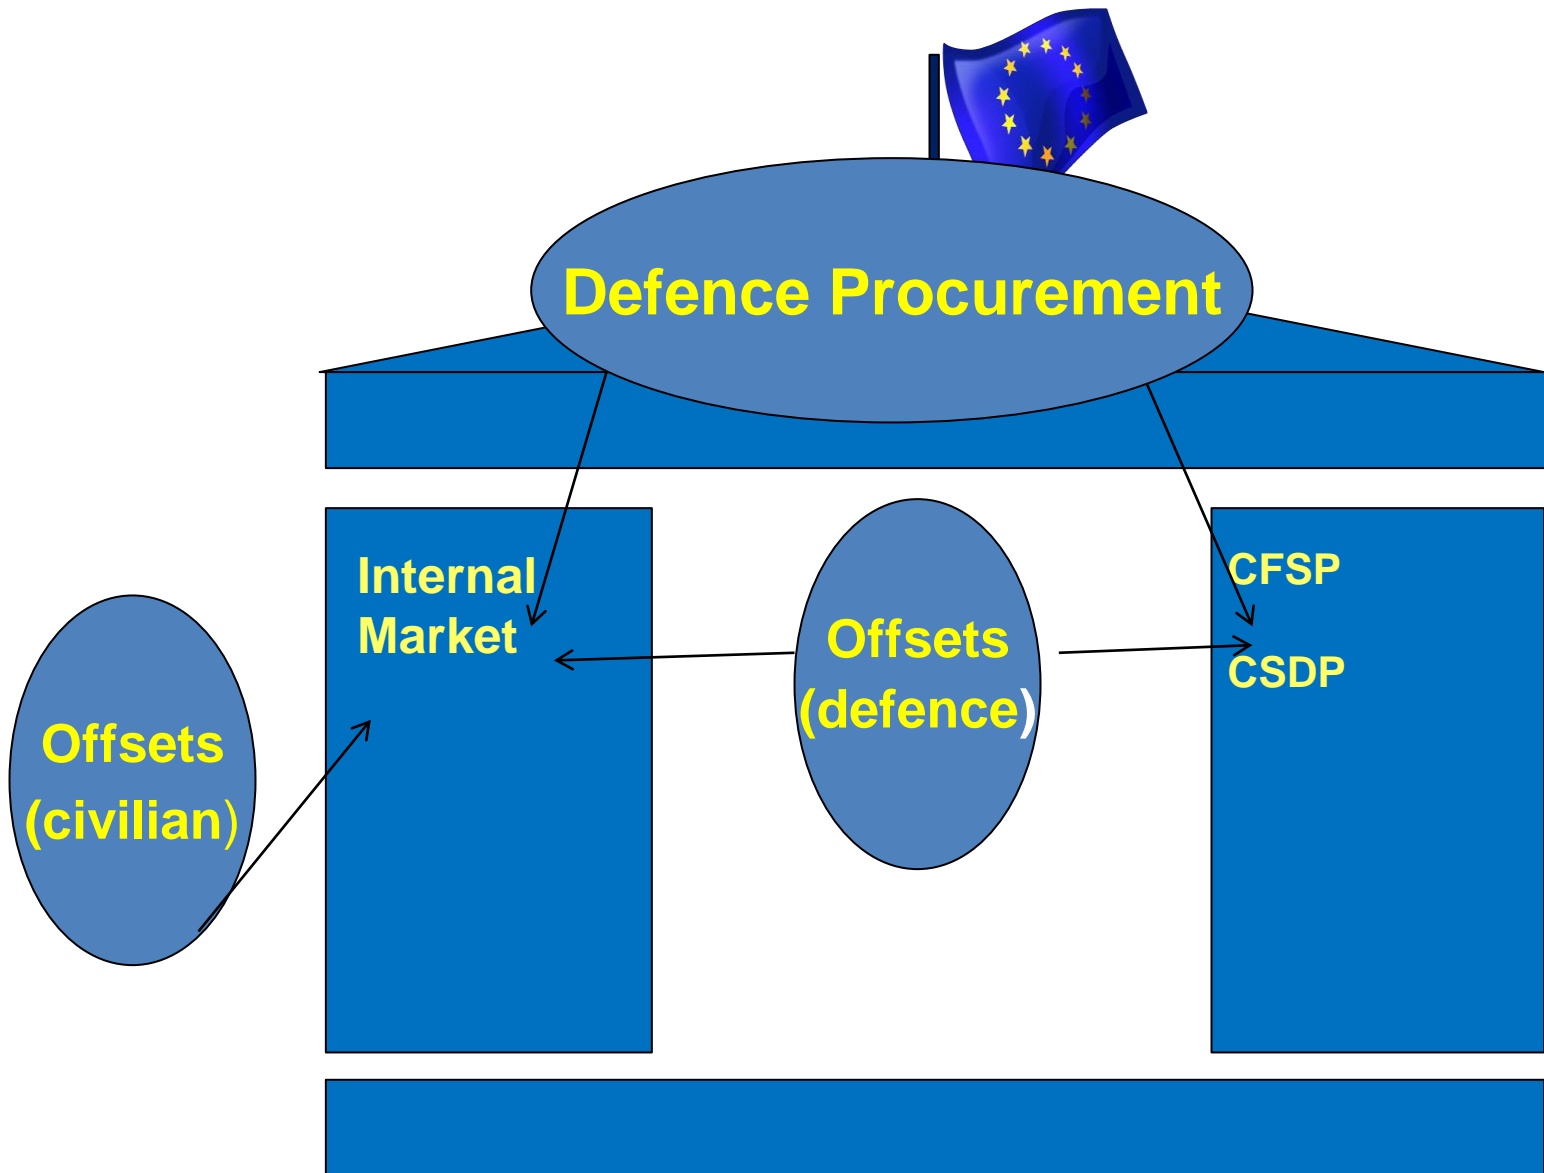 Defence Procurement
Internal
Market
CFSP
CSDP
Offsets
(defence)
Offsets
(civilian)